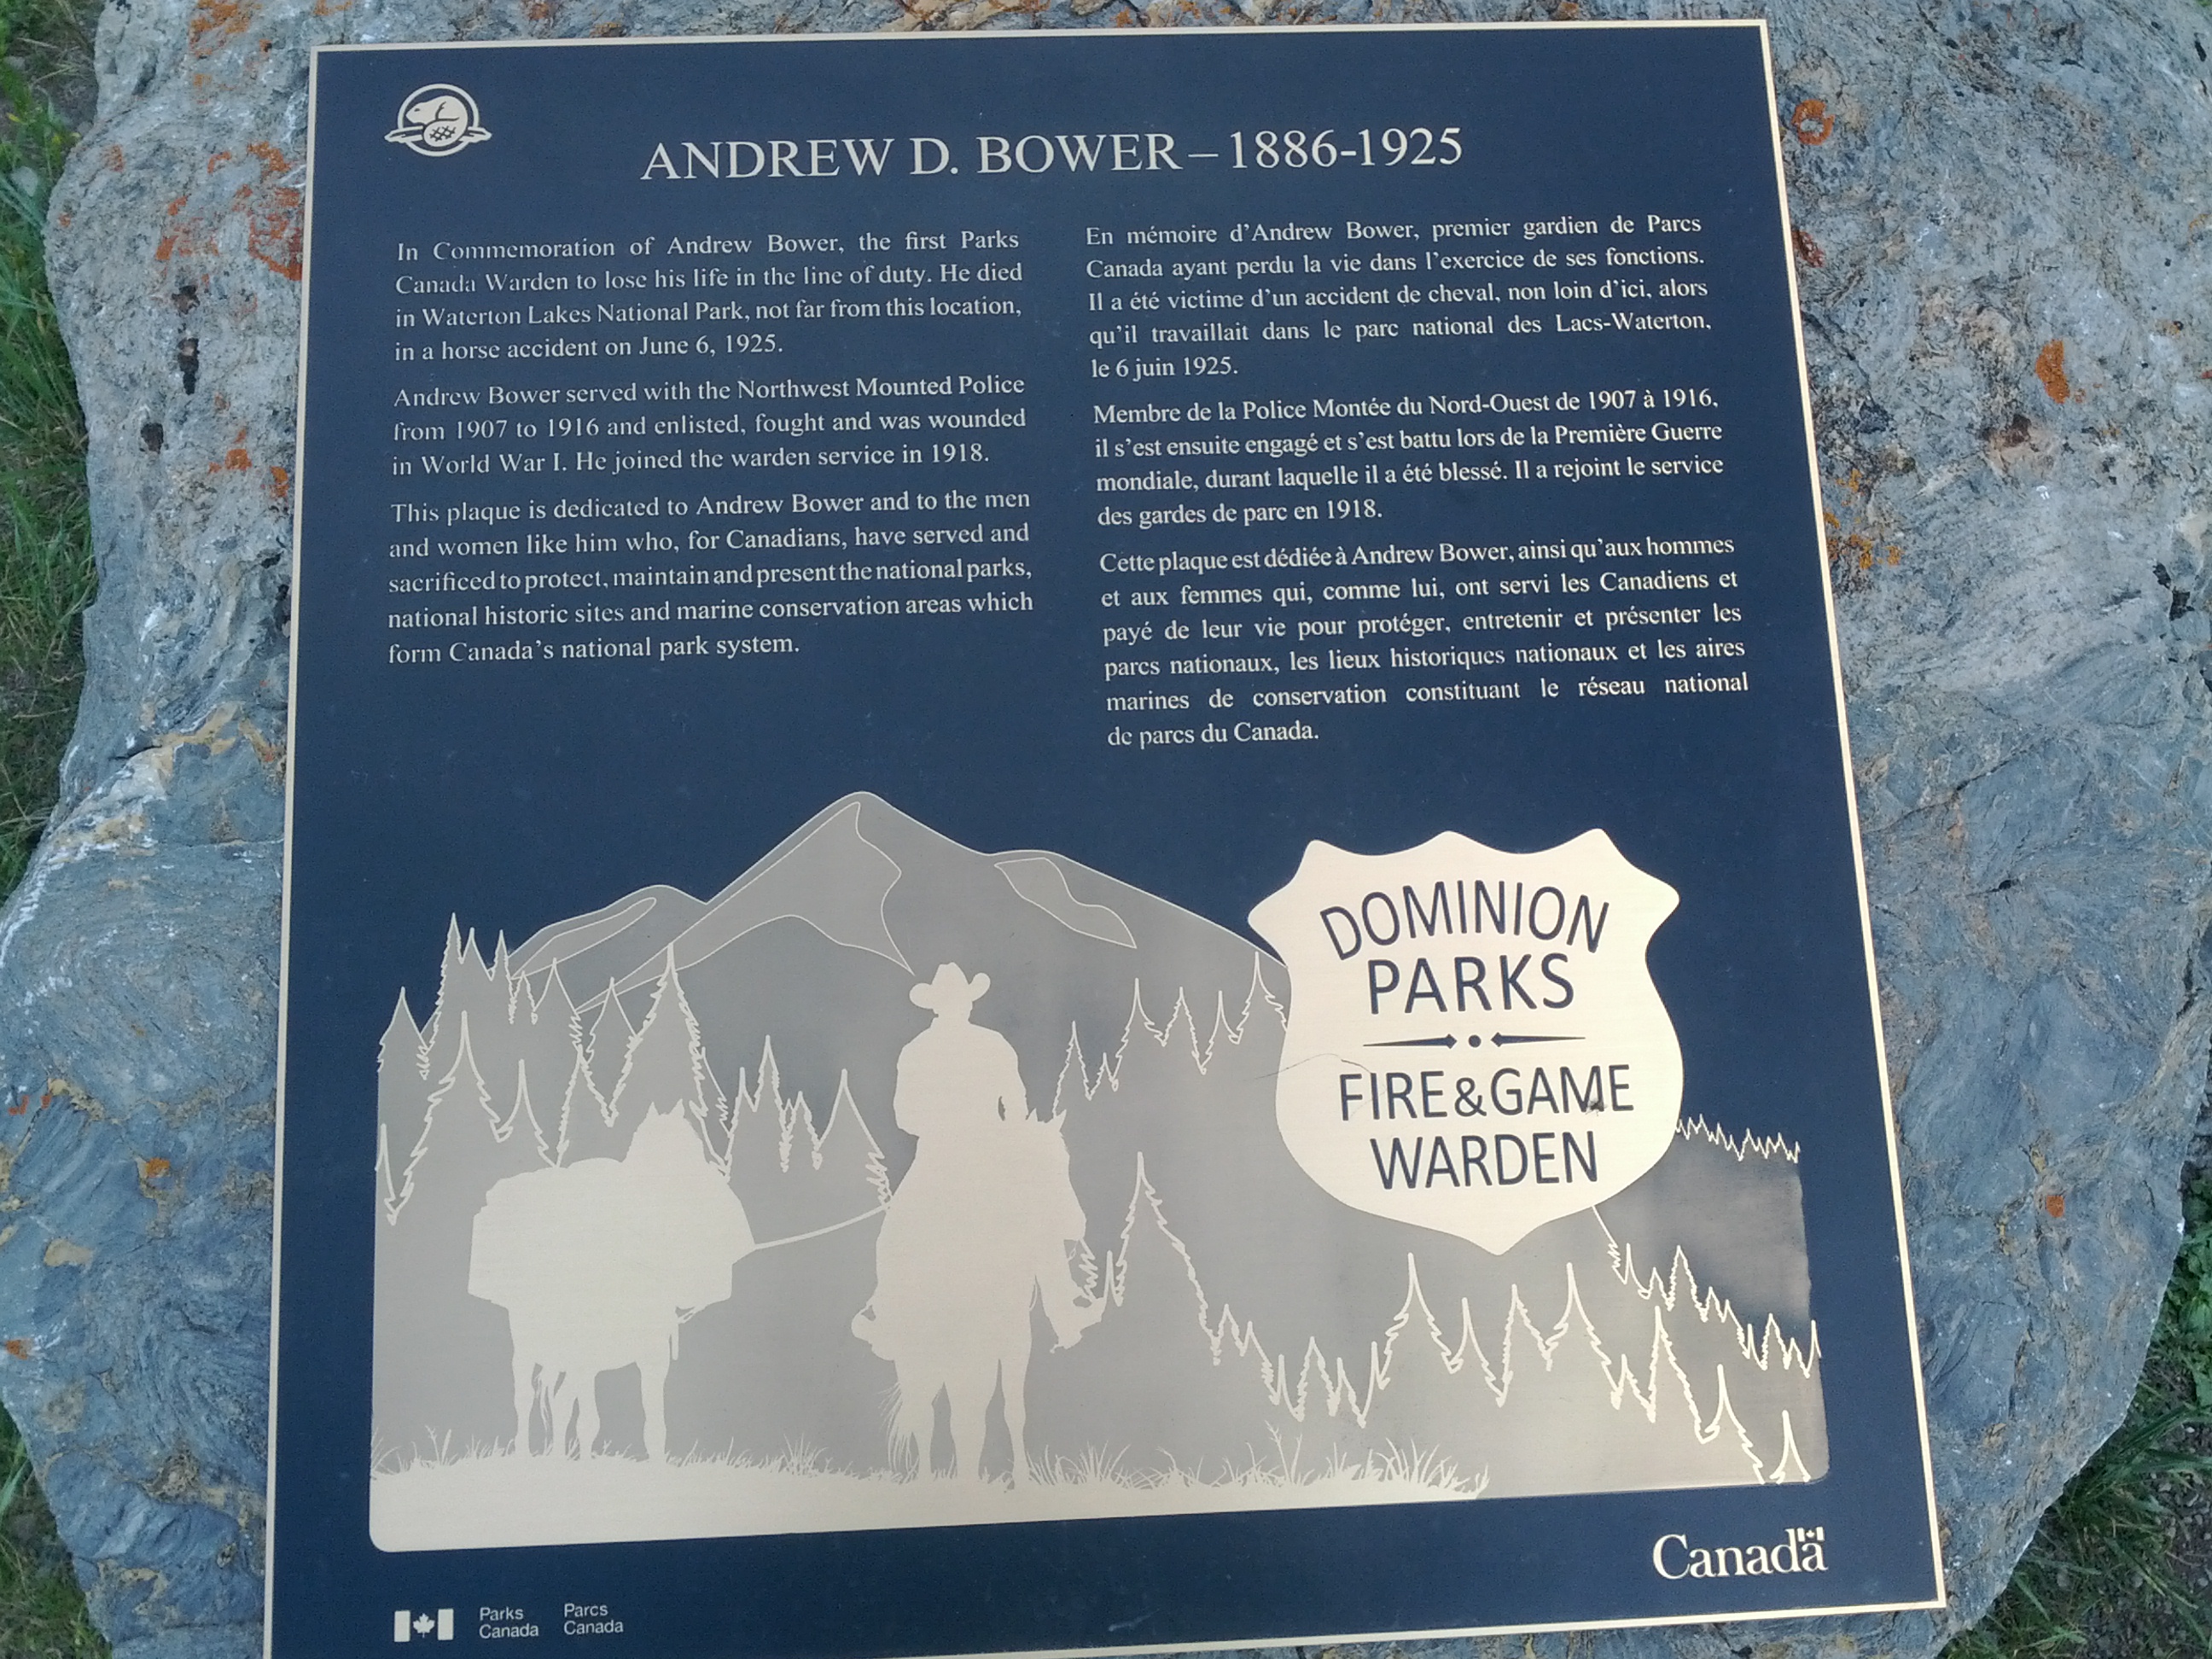 ANDREW D. BOWER – 1886-1925
In Commemoration of Andrew Bower, the first Parks
Canada Warden to lose his life in the line of duty. He died
in Waterton Lakes National Park, not far from this location,
in a horse accident on June 6, 1925.
Andrew Bower served with the Northwest Mounted Police
from 1907 to 1916 and enlisted, fought and was wounded
in World War I. He joined the warden service in 1918.
This plaque is dedicated to Andrew Bower and to the men
and women like him who, for Canadians, have served and
sacrificed to protect, maintain and present the national parks,
national historic sites and marine conservation areas which
form Canada's national park system.
En mémoire d'Andrew Bower, premier gardien de Parcs
Canada ayant perdu la vie dans l'exercice de ses fonctions.
Il a été victime d'un accident de cheval, non loin d'ici, alors
qu'il travaillait dans le parc national des Lacs-Waterton,
le 6 juin 1925.
Membre de la Police Montée du Nord-Ouest de 1907 à 1916,
il s'est ensuite engagé et s'est battu lors de la Première Guerre
mondiale, durant laquelle il a été blessé. Il a rejoint le service
des gardes de parc en 1918.
Cette plaque est dédiée à Andrew Bower, ainsi qu'aux hommes
et aux femmes qui, comme lui, ont servi les Canadiens et
payé de leur vie pour protéger, entretenir et présenter les
parcs nationaux, les lieux historiques nationaux et les aires
marines de conservation constituant le réseau national
de parcs du Canada.
DOMINION
PARKS
FIRE & GAME
WARDEN
Canada
Parks
Canada
Parcs
Canada